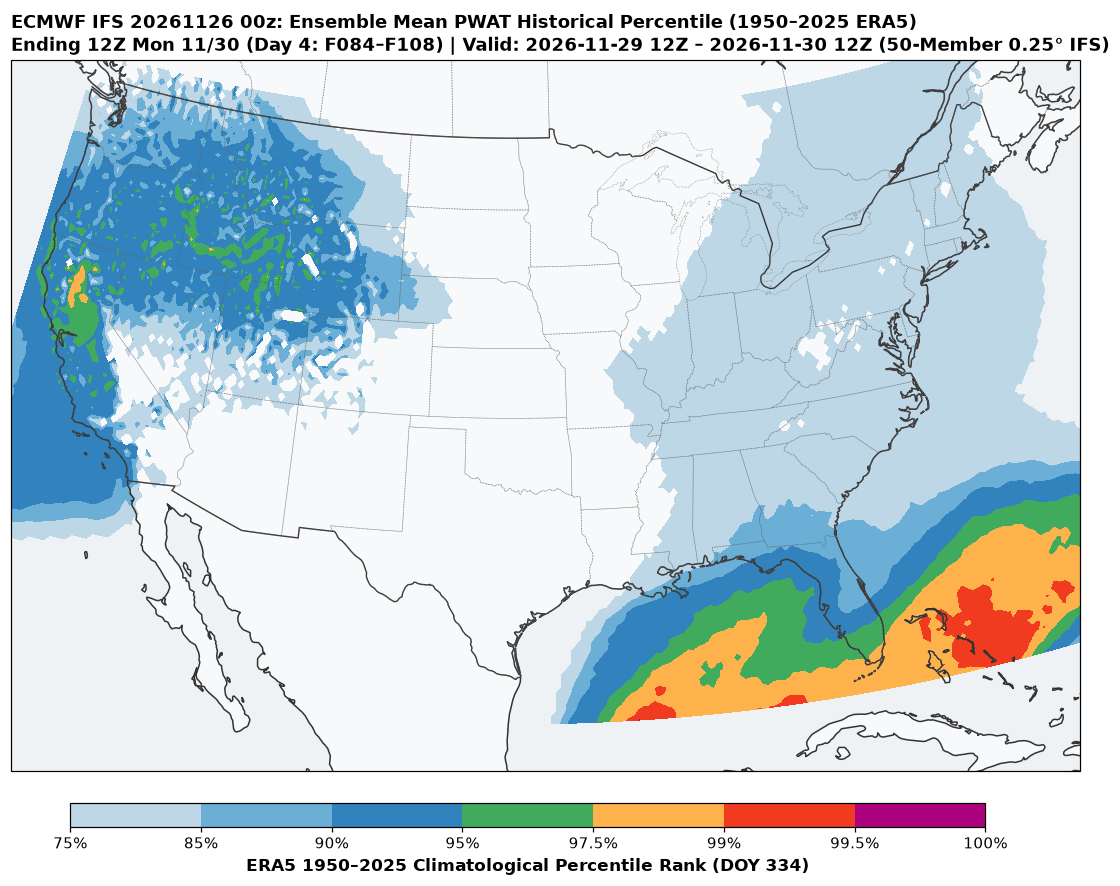 ECMWF IFS 20261126 00z: Ensemble Mean PWAT Historical Percentile (1950–2025 ERA5)
Ending 12Z Mon 11/30 (Day 4: F084–F108) | Valid: 2026-11-29 12Z – 2026-11-30 12Z (50-Member 0.25° IFS)
75% 85% 90% 95% 97.5% 99% 99.5% 100%
ERA5 1950–2025 Climatological Percentile Rank (DOY 334)